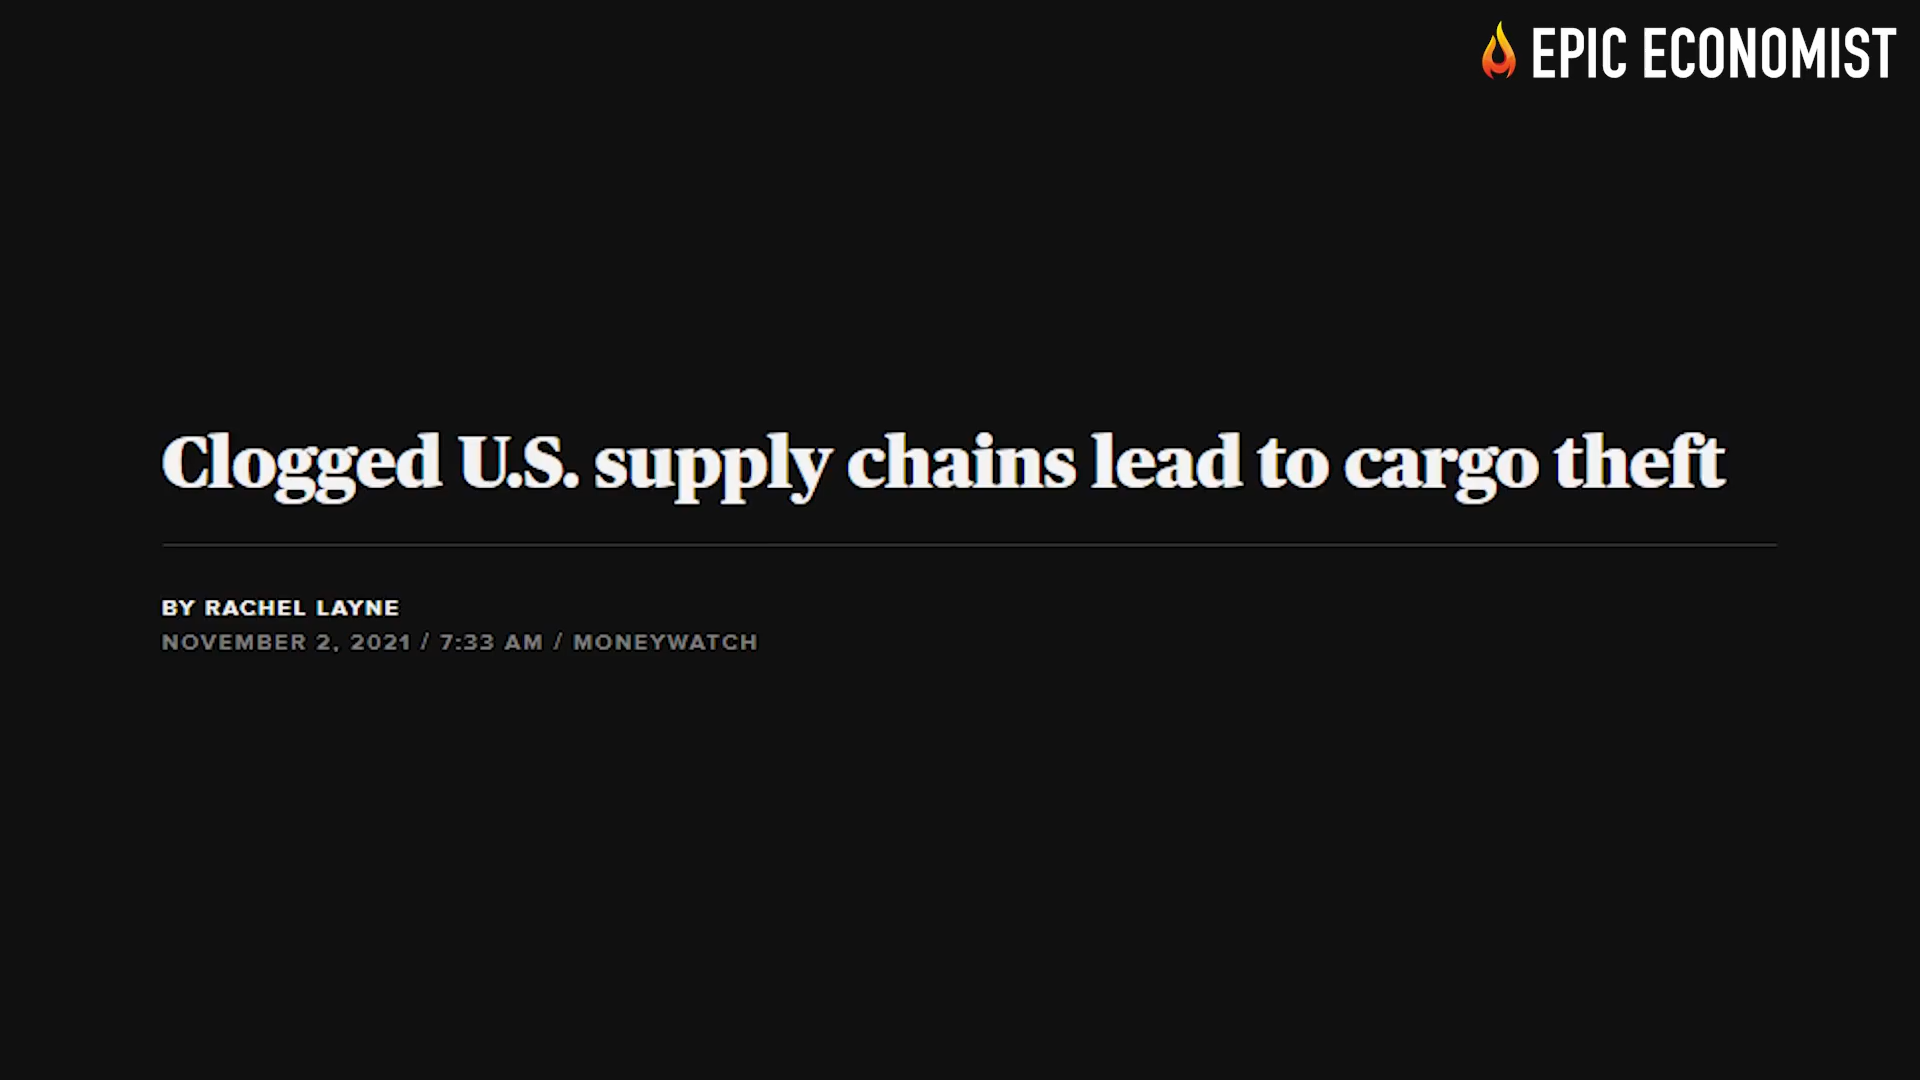 EPIC ECONOMIST
Clogged U.S. supply chains lead to cargo theft
BY RACHEL LAYNE
NOVEMBER 2, 2021 / 7:33 AM / MONEYWATCH